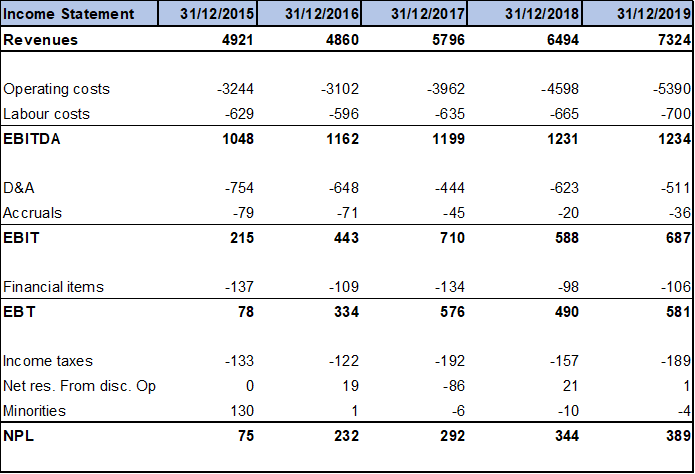 Income Statement 31/12/2015 31/12/2016 31/12/2017 31/12/2018 31/12/2019
Revenues 4921 4860 5796 6494 7324
Operating costs -3244 -3102 -3962 -4598 -5390
Labour costs -629 -596 -635 -665 -700
EBITDA 1048 1162 1199 1231 1234
D&A -754 -648 -444 -623 -511
Accruals -79 -71 -45 -20 -36
EBIT 215 443 710 588 687
Financial items -137 -109 -134 -98 -106
EBT 78 334 576 490 581
Income taxes -133 -122 -192 -157 -189
Net res. From disc. Op 0 19 -86 21 1
Minorities 130 1 -6 -10 -4
NPL 75 232 292 344 389